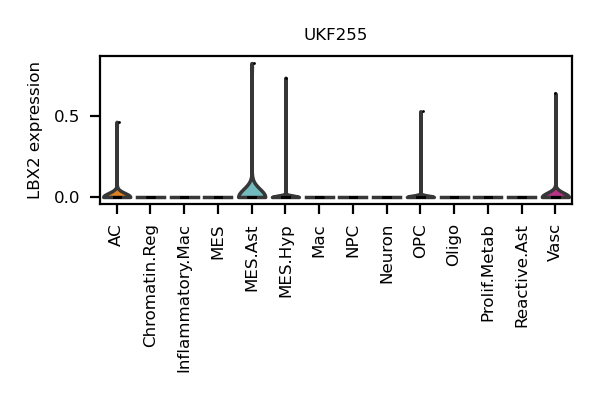 UKF255
LBX2 expression
0.5
0.0
AC
Chromatin.Reg
Inflammatory.Mac
MES
MES.Ast
MES.Hyp
Mac
NPC
Neuron
OPC
Oligo
Prolif.Metab
Reactive.Ast
Vasc